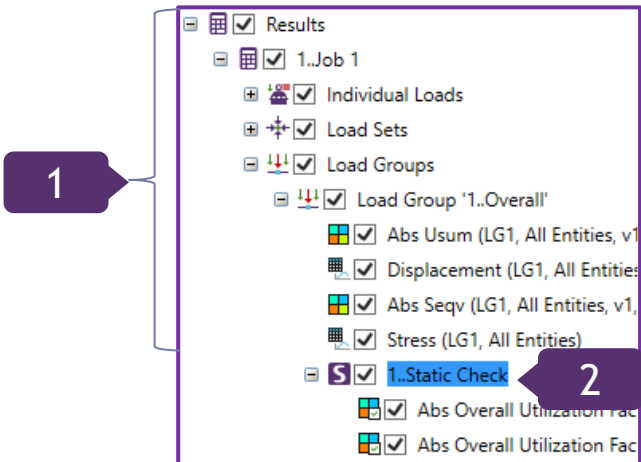 Results
1..Job 1
Individual Loads
Load Sets
1
Load Groups
Load Group '1..Overall'
Abs Usum (LG1, All Entities, v1
Displacement (LG1, All Entities
Abs Seqv (LG1, All Entities, v1,
Stress (LG1, All Entities)
S 1..Static Check
2
Abs Overall Utilization Fac
Abs Overall Utilization Fac